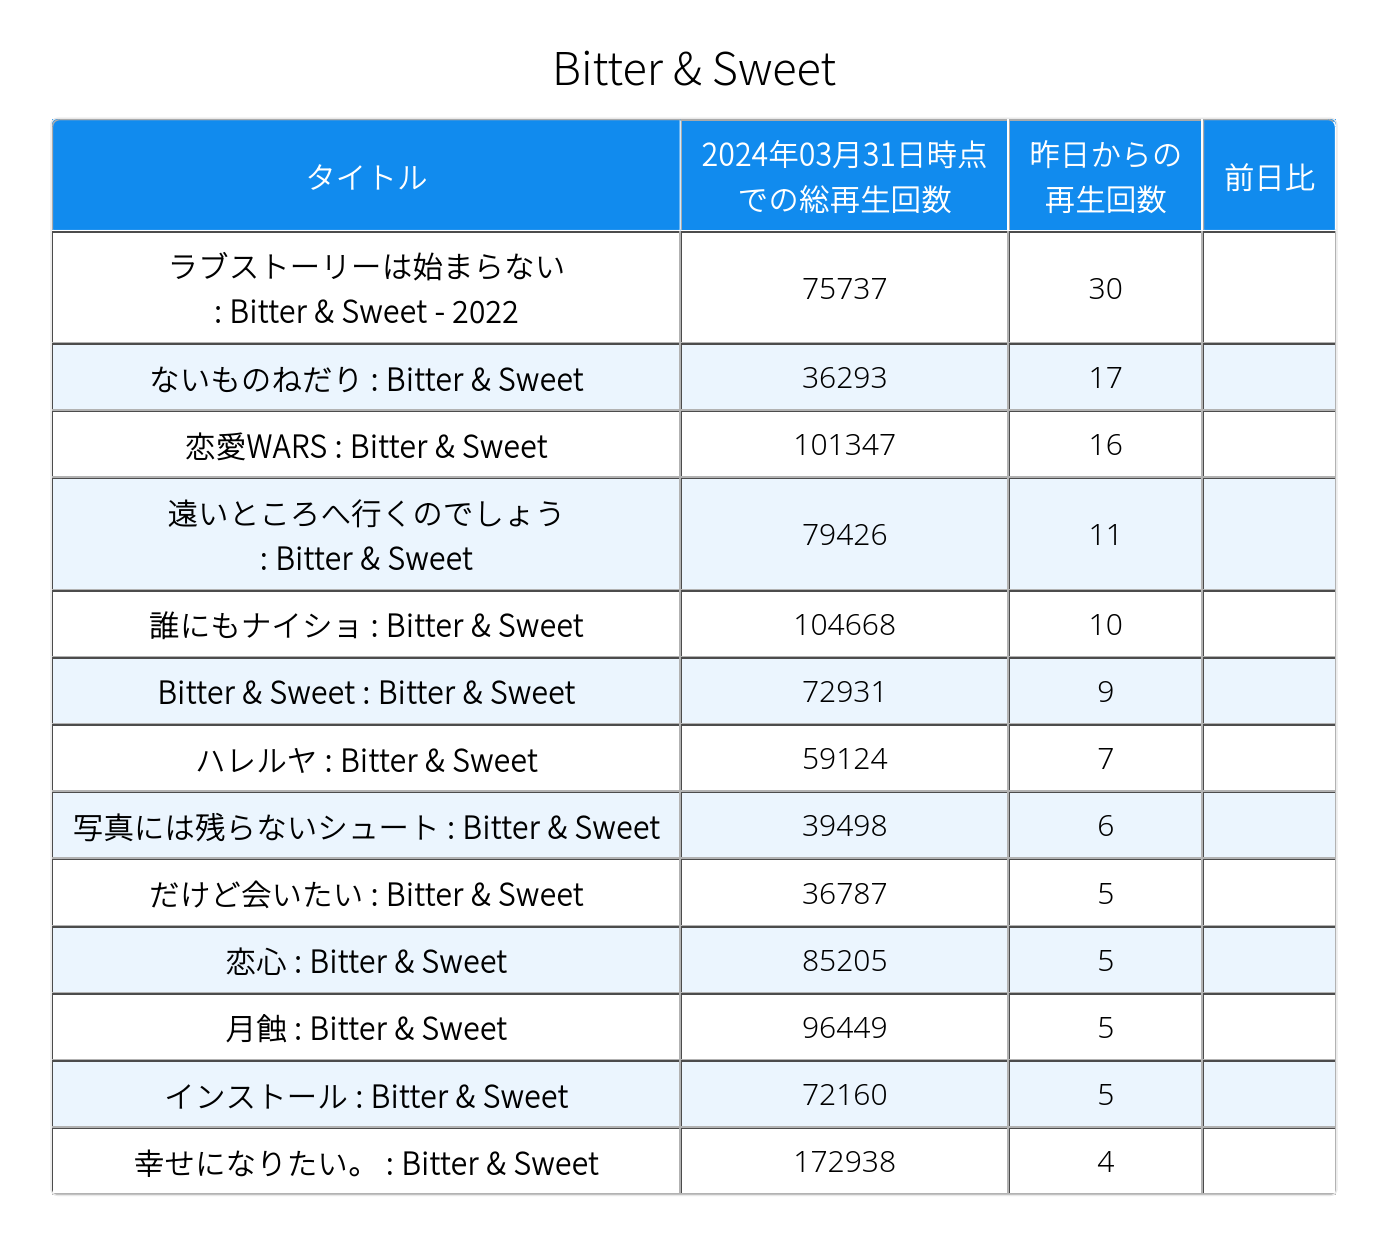 Bitter & Sweet
タイトル
2024年03月31日時点
での総再生回数
昨日からの
再生回数
前日比
ラブストーリーは始まらない
: Bitter & Sweet - 2022
75737
30
ないものねだり : Bitter & Sweet
36293
17
恋愛WARS : Bitter & Sweet
101347
16
遠いところへ行くのでしょう
: Bitter & Sweet
79426
11
誰にもナイショ : Bitter & Sweet
104668
10
Bitter & Sweet : Bitter & Sweet
72931
9
ハレルヤ : Bitter & Sweet
59124
7
写真には残らないシュート : Bitter & Sweet
39498
6
だけど会いたい : Bitter & Sweet
36787
5
恋心 : Bitter & Sweet
85205
5
月蝕 : Bitter & Sweet
96449
5
インストール : Bitter & Sweet
72160
5
幸せになりたい。 : Bitter & Sweet
172938
4